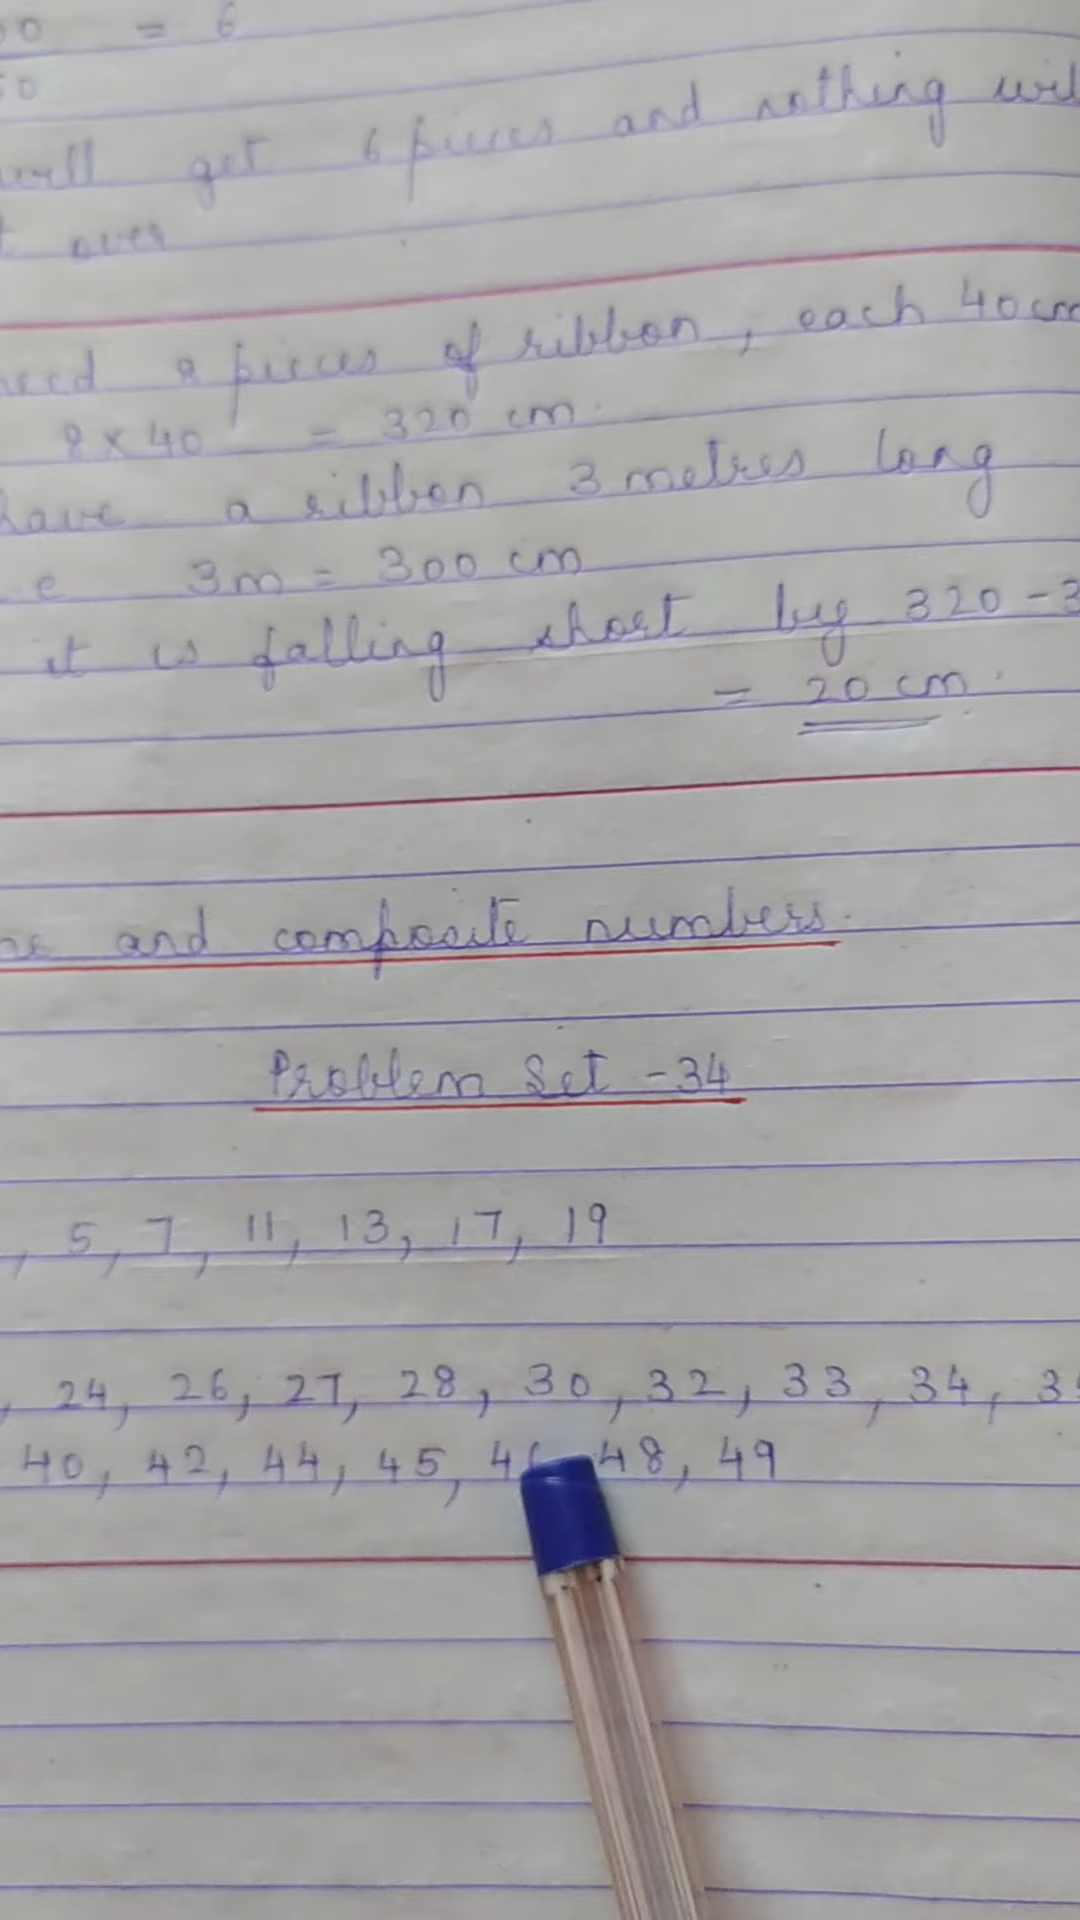 = 6
get 6 pieces and nothing
over
8 pieces of ribbon, each 40cm
8 x 40 = 320 cm.
have a ribbon 3 metres long
3m = 300 cm
it is falling short by 320 -
= 20 cm.
and composite numbers.
Problem Set - 34
, 5, 7, 11, 13, 17, 19
, 24, 26, 27, 28, 30, 32, 33, 34,
40, 42, 44, 45, 48, 49